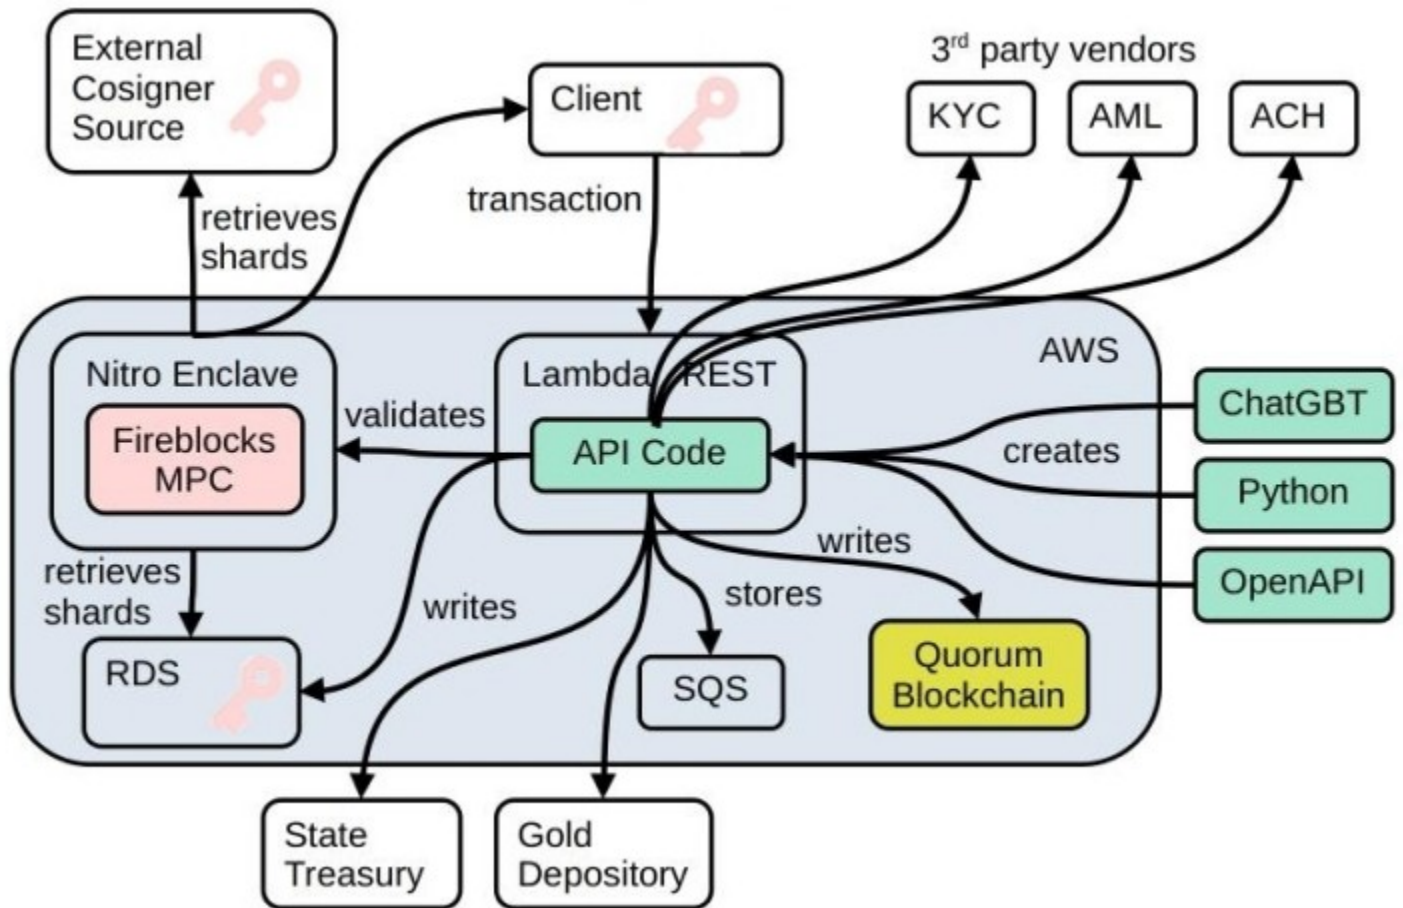 External
Cosigner
Source
Client
3rd party vendors
KYC
AML
ACH
transaction
retrieves
shards
AWS
Nitro Enclave
Lambda REST
ChatGBT
validates
Fireblocks
MPC
API Code
creates
Python
writes
OpenAPI
retrieves
shards
writes
stores
RDS
SQS
Quorum
Blockchain
State
Treasury
Gold
Depository